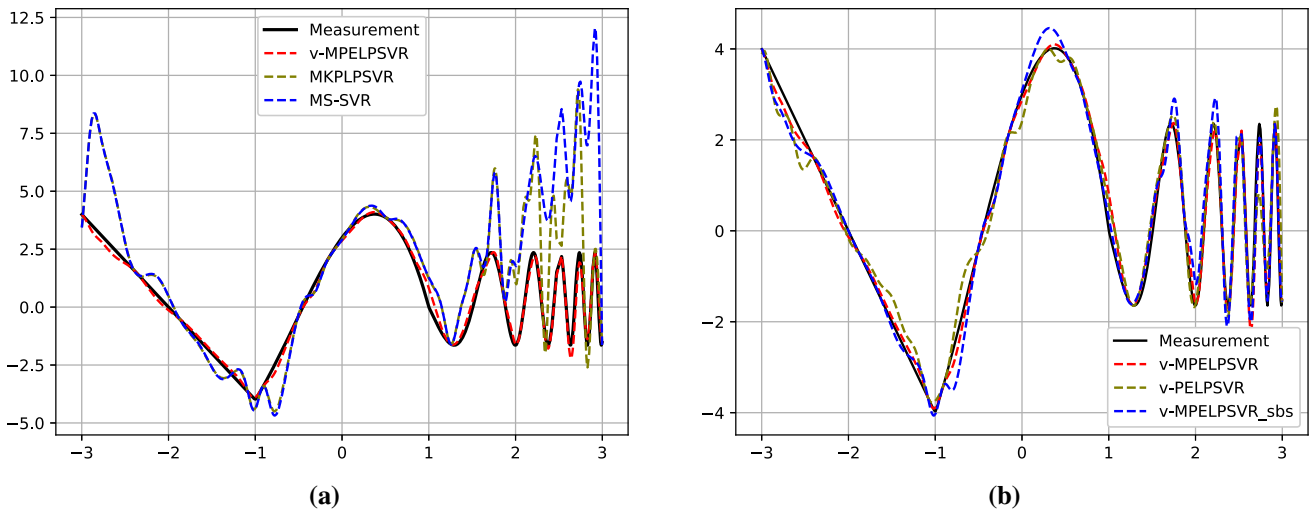 12.5
10.0
7.5
5.0
2.5
0.0
−2.5
−5.0
−3 −2 −1 0 1 2 3
Measurement
v-MPELPSVR
MKPLPSVR
MS-SVR
(a)
4
2
0
−2
−4
−3 −2 −1 0 1 2 3
Measurement
v-MPELPSVR
v-PELPSVR
v-MPELPSVR_sbs
(b)